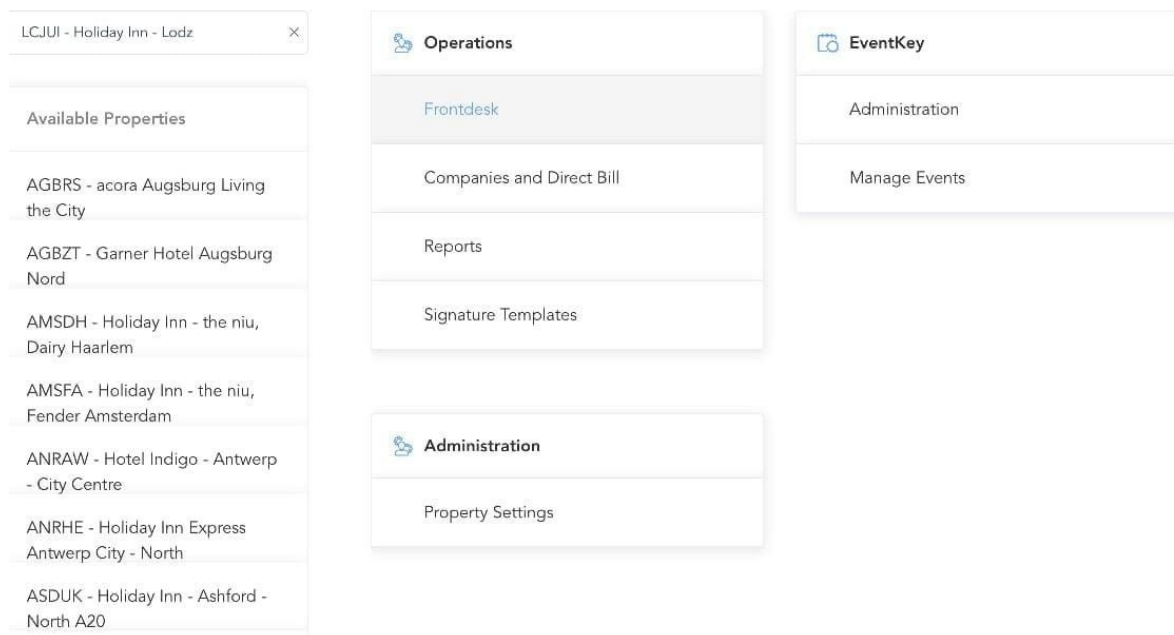 LCJUI - Holiday Inn - Lodz
Available Properties
AGBRS - acora Augsburg Living
the City
AGBZT - Garner Hotel Augsburg
Nord
AMSDH - Holiday Inn - the niu,
Dairy Haarlem
AMSFA - Holiday Inn - the niu,
Fender Amsterdam
ANRAW - Hotel Indigo - Antwerp
- City Centre
ANRHE - Holiday Inn Express
Antwerp City - North
ASDUK - Holiday Inn - Ashford -
North A20
Operations
Frontdesk
Companies and Direct Bill
Reports
Signature Templates
Administration
Property Settings
EventKey
Administration
Manage Events